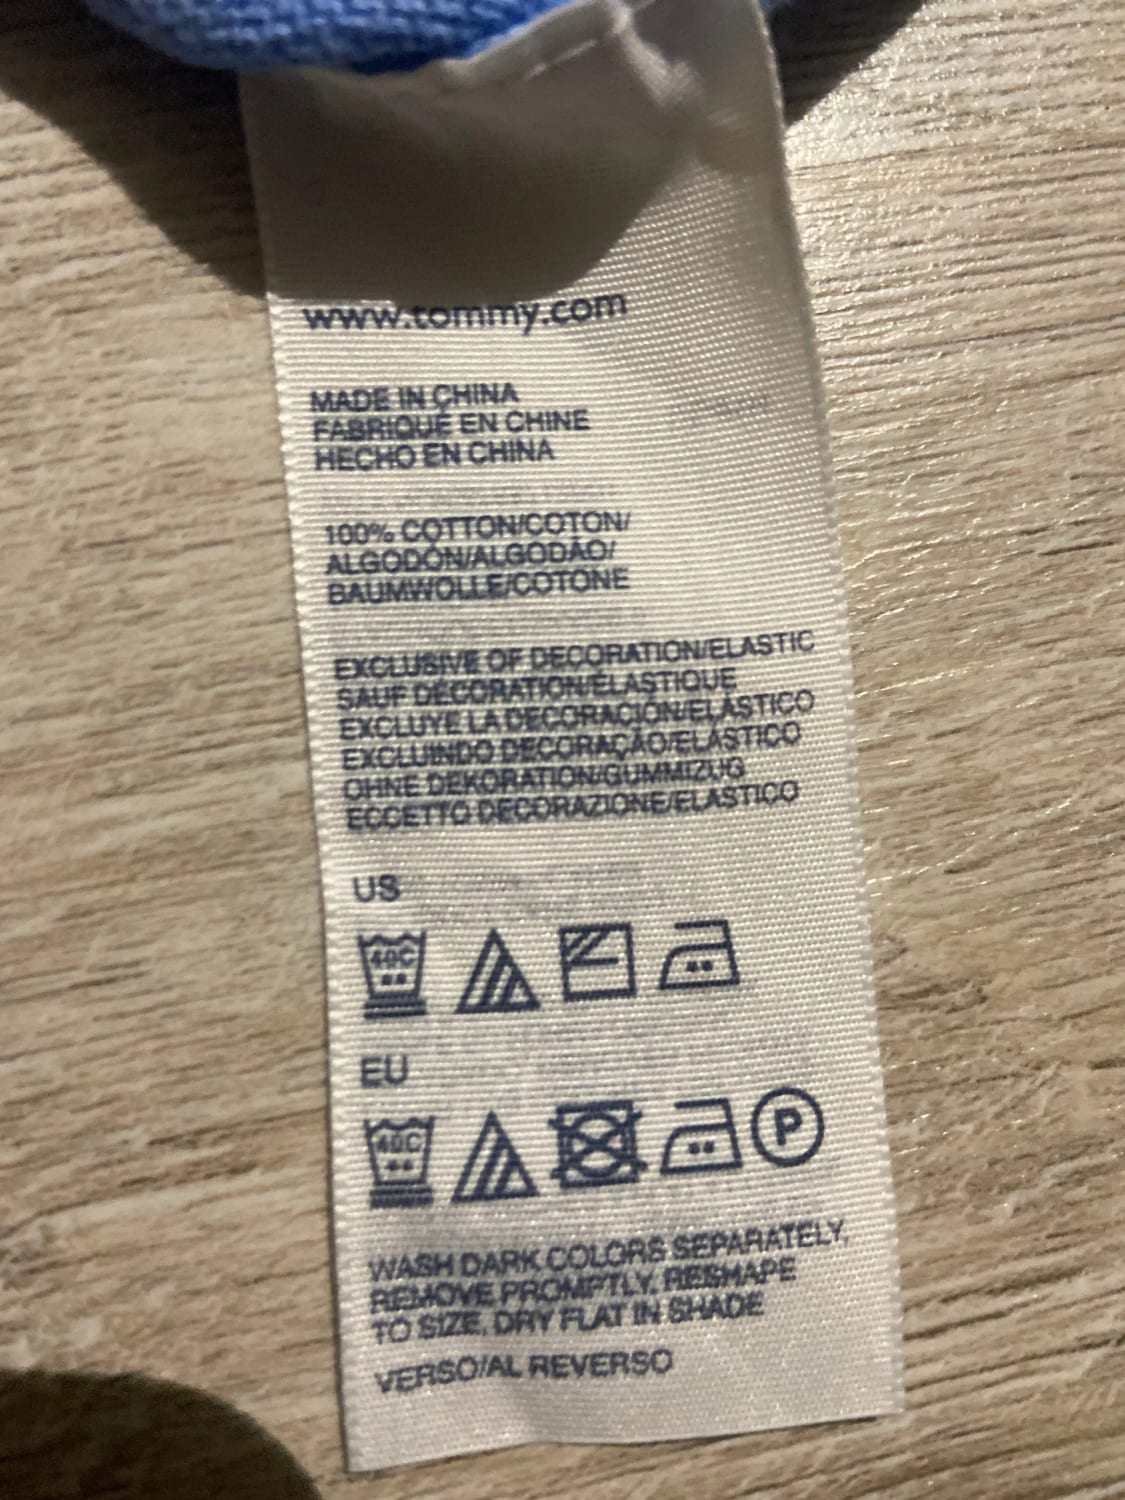 www.tommy.com
MADE IN CHINA
FABRIQUÉ EN CHINE
HECHO EN CHINA
100% COTTON/COTON/
ALGODÓN/ALGODÃO/
BAUMWOLLE/COTONE
EXCLUSIVE OF DECORATION/ELASTIC
SAUF DÉCORATION/ÉLASTIQUE
EXCLUYE LA DECORACIÓN/ELÁSTICO
EXCLUINDO DECORAÇÃO/ELÁSTICO
OHNE DEKORATION/GUMMIZUG
ECCETTO DECORAZIONE/ELASTICO
US
40C
EU
40C P
WASH DARK COLORS SEPARATELY,
REMOVE PROMPTLY, RESHAPE
TO SIZE, DRY FLAT IN SHADE
VERSO/AL REVERSO